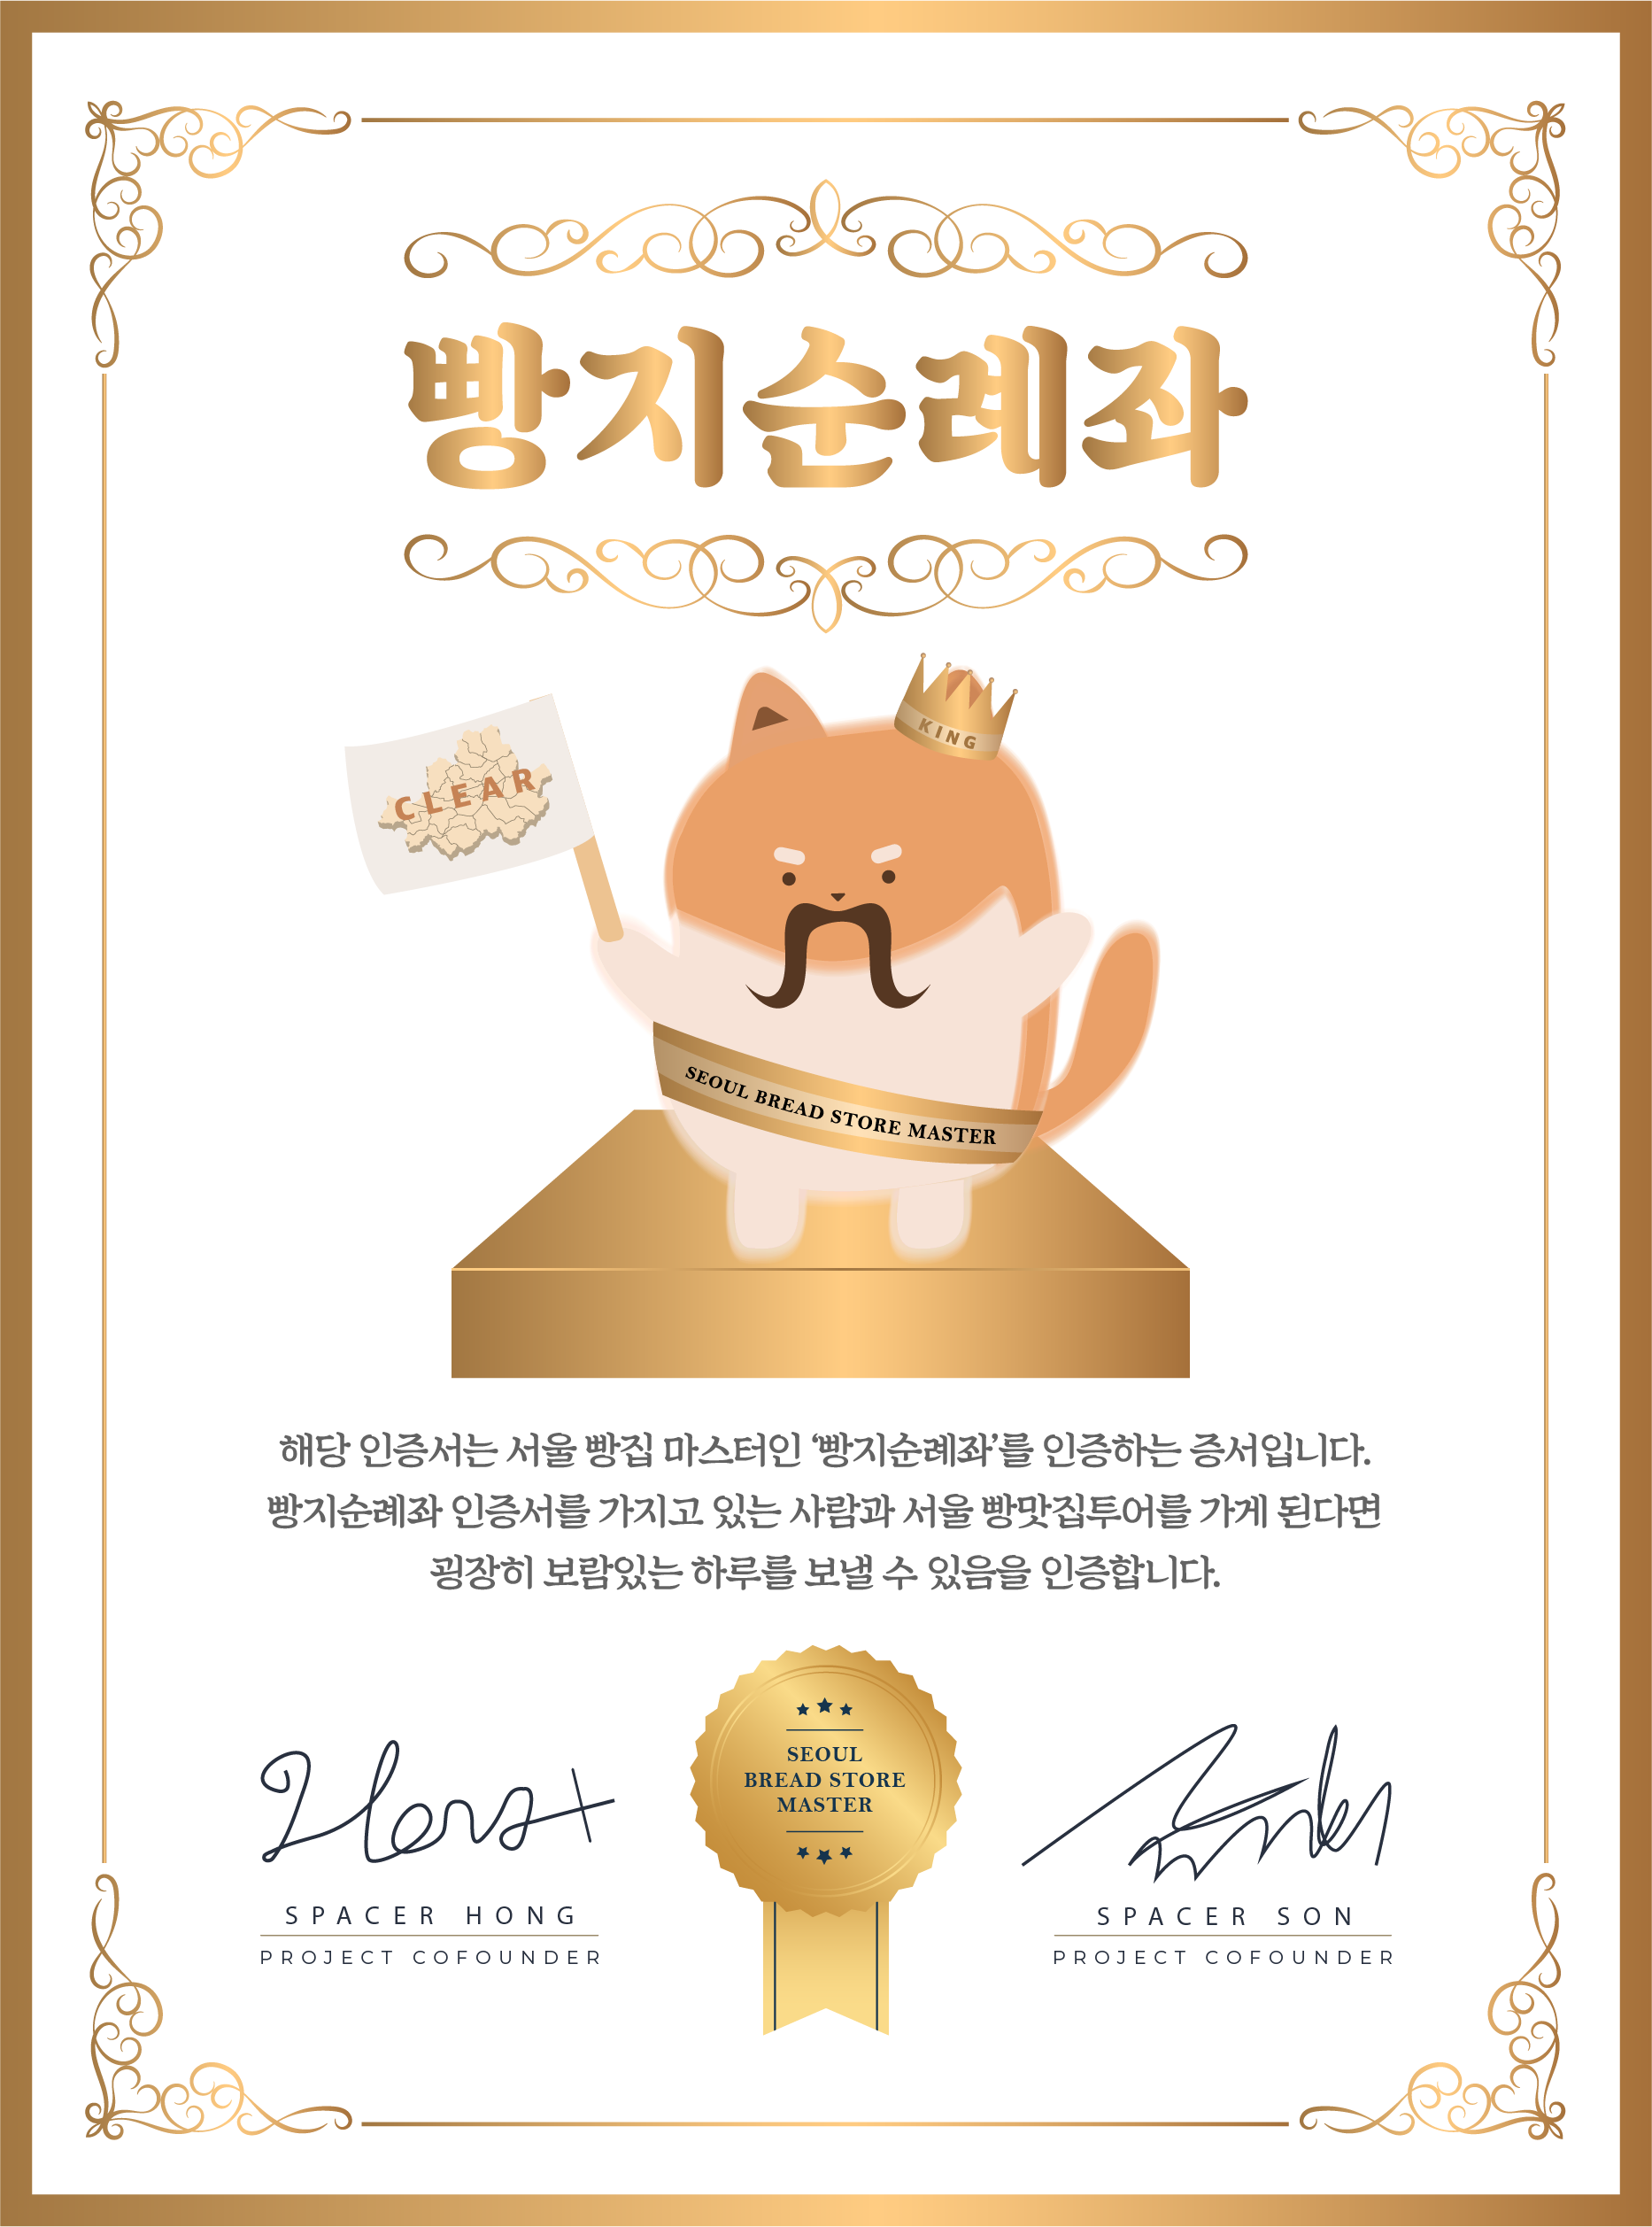 빵지순례좌
KING
CLEAR
SEOUL BREAD STORE MASTER
해당 인증서는 서울 빵집 마스터인 ‘빵지순례좌’를 인증하는 증서입니다.
빵지순례좌 인증서를 가지고 있는 사람과 서울 빵맛집투어를 가게 된다면
굉장히 보람있는 하루를 보낼 수 있음을 인증합니다.
SEOUL
BREAD STORE
MASTER
SPACER HONG
PROJECT COFOUNDER
SPACER SON
PROJECT COFOUNDER